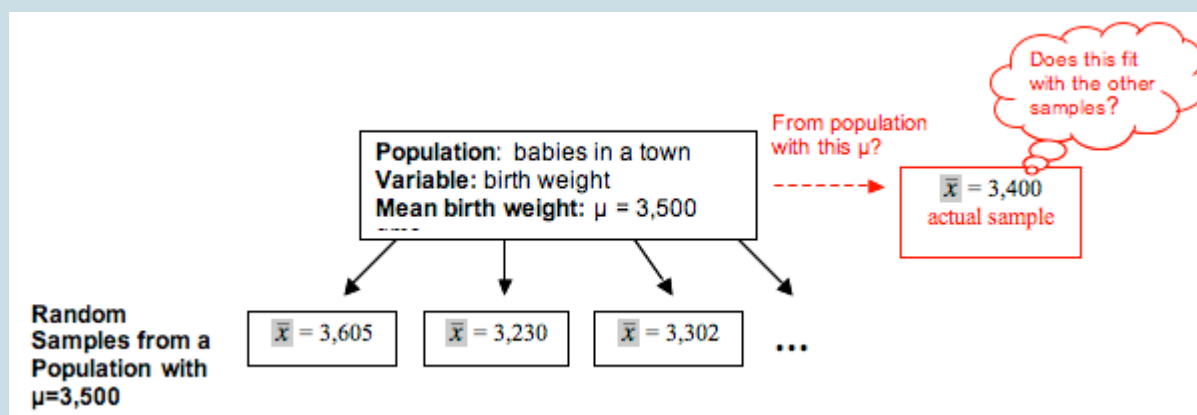 Does this fit
with the other
samples?
From population
with this μ?
Population: babies in a town
Variable: birth weight
Mean birth weight: μ = 3,500
x̄ = 3,400
actual sample
Random
Samples from a
Population with
μ=3,500
x̄ = 3,605
x̄ = 3,230
x̄ = 3,302
...